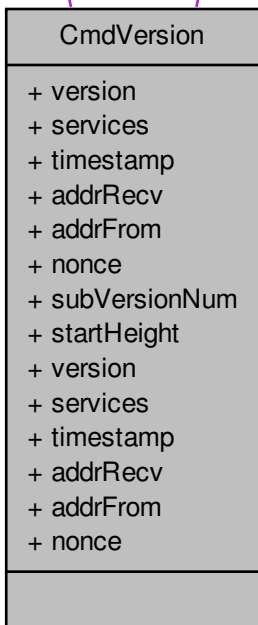 CmdVersion
+ version
+ services
+ timestamp
+ addrRecv
+ addrFrom
+ nonce
+ subVersionNum
+ startHeight
+ version
+ services
+ timestamp
+ addrRecv
+ addrFrom
+ nonce